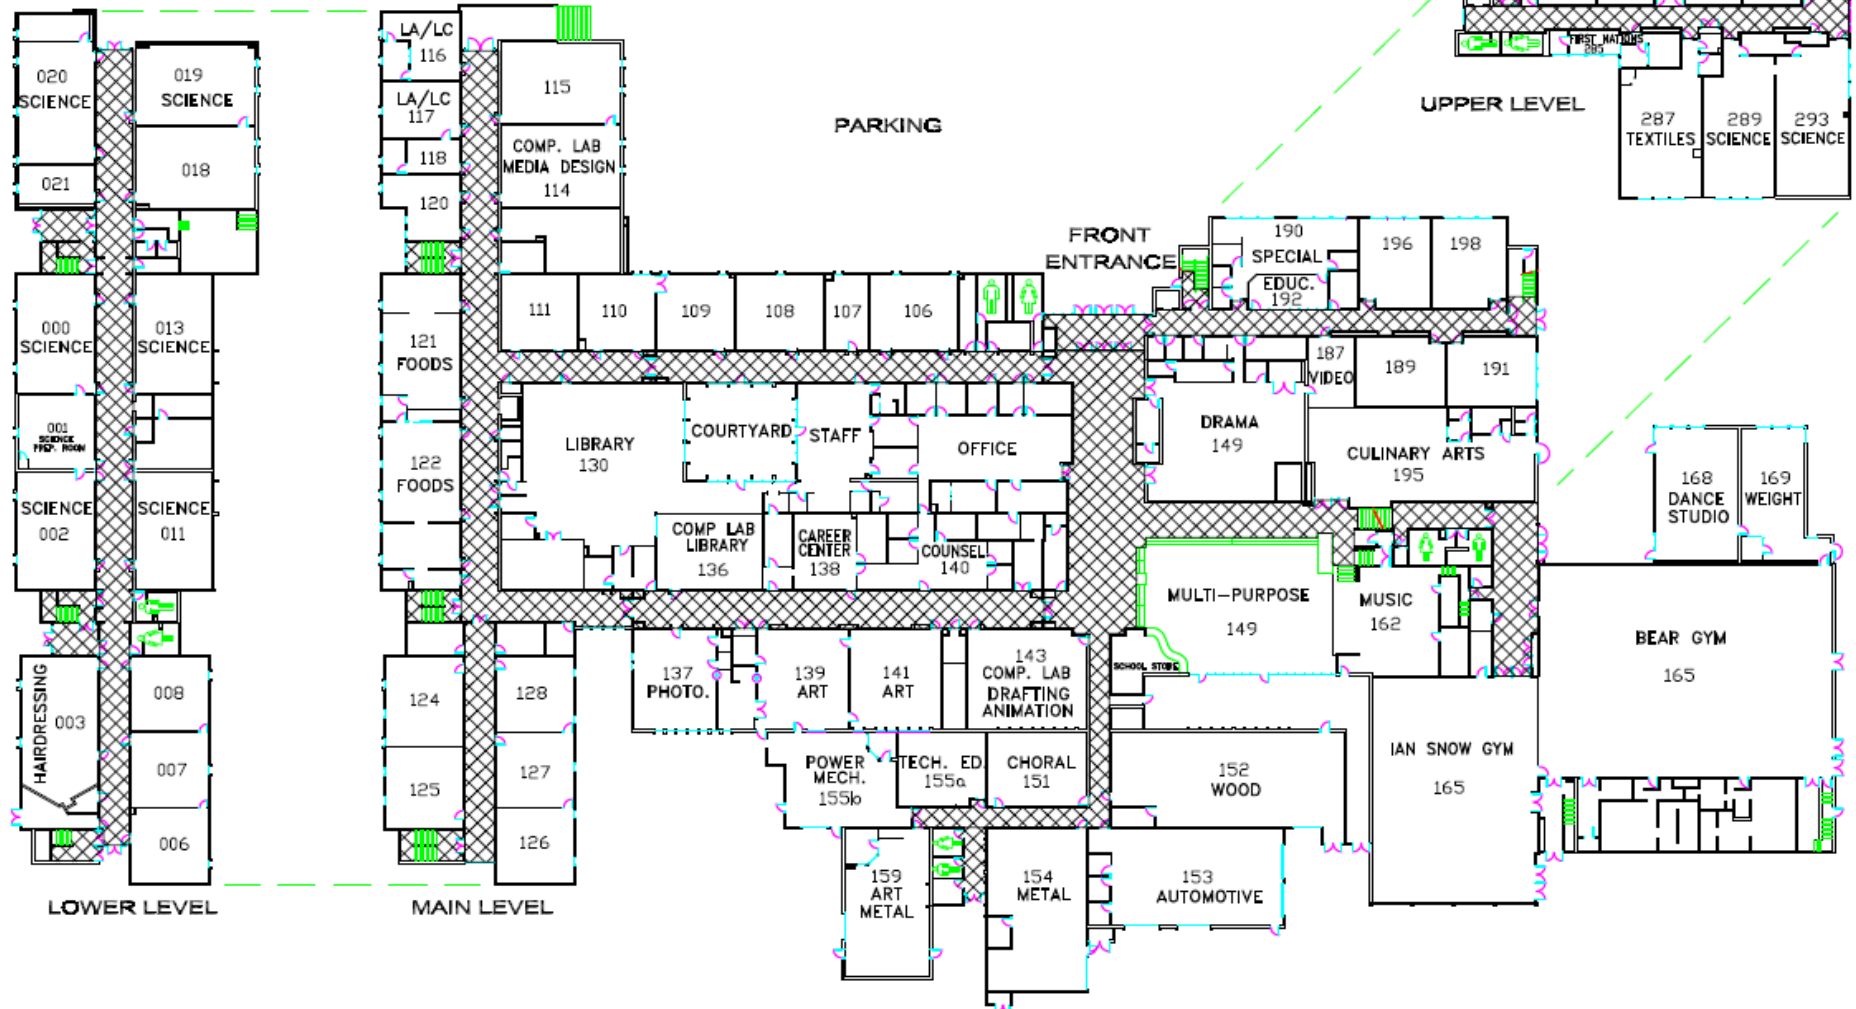 020
SCIENCE
019
SCIENCE
018
021
000
SCIENCE
013
SCIENCE
001
SCIENCE
PREP. ROOM
SCIENCE
002
SCIENCE
011
HAIRDRESSING
003
008
007
006
LOWER LEVEL
LA/LC
116
LA/LC
117
118
120
115
COMP. LAB
MEDIA DESIGN
114
PARKING
121
FOODS
122
FOODS
111
110
109
108
107
106
FRONT
ENTRANCE
LIBRARY
130
COURTYARD
STAFF
OFFICE
COMP LAB
LIBRARY
136
CAREER
CENTER
138
COUNSEL
140
124
125
128
127
126
MAIN LEVEL
137
PHOTO.
139
ART
141
ART
143
COMP. LAB
DRAFTING
ANIMATION
POWER
MECH.
155b
TECH. ED.
155a
CHORAL
151
159
ART
METAL
154
METAL
152
WOOD
153
AUTOMOTIVE
190
SPECIAL
EDUC.
192
196
198
187
VIDEO
189
191
DRAMA
149
CULINARY ARTS
195
MULTI-PURPOSE
149
SCHOOL STORE
MUSIC
162
IAN SNOW GYM
165
BEAR GYM
165
168
DANCE
STUDIO
169
WEIGHT
UPPER LEVEL
FIRST NATIONS
285
287
TEXTILES
289
SCIENCE
293
SCIENCE